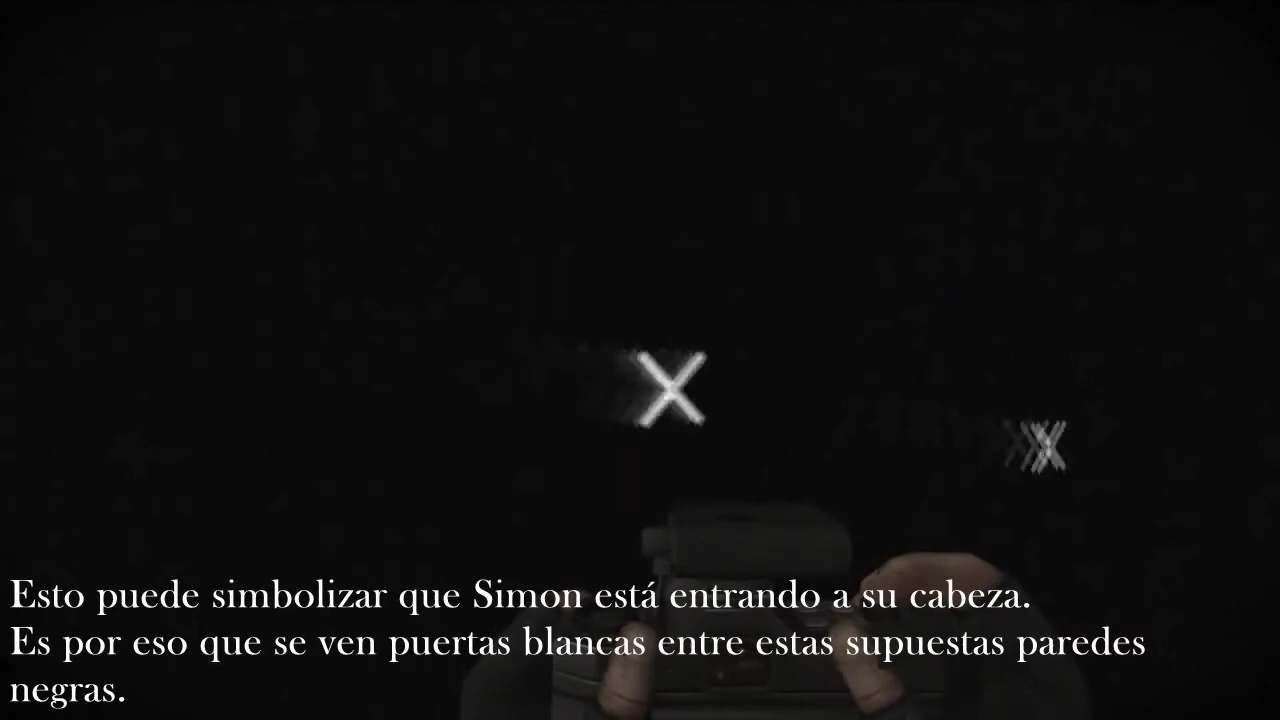 Esto puede simbolizar que Simon está entrando a su cabeza.
Es por eso que se ven puertas blancas entre estas supuestas paredes
negras.